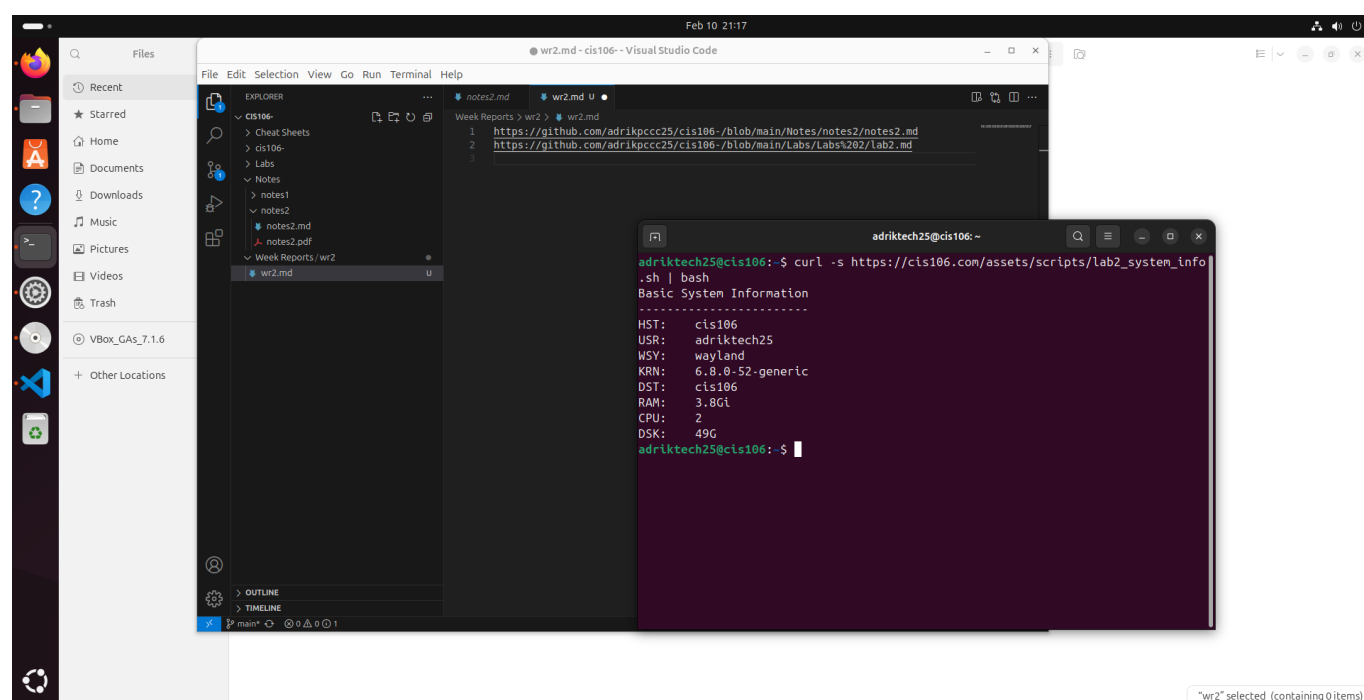 Feb 10 21:17
Files
Recent
Starred
Home
Documents
Downloads
Music
Pictures
Videos
Trash
VBox_GAs_7.1.6
+ Other Locations
wr2.md - cis106-- Visual Studio Code
File Edit Selection View Go Run Terminal Help
EXPLORER
CIS106-
> Cheat Sheets
> cis106-
> Labs
Notes
> notes1
notes2
notes2.md
notes2.pdf
Week Reports / wr2
wr2.md U
> OUTLINE
> TIMELINE
main* 0 0 1
notes2.md wr2.md U
Week Reports > wr2 > wr2.md
1 https://github.com/adrikpccc25/cis106-/blob/main/Notes/notes2/notes2.md
2 https://github.com/adrikpccc25/cis106-/blob/main/Labs/Labs%202/lab2.md
3
adriktech25@cis106: ~
adriktech25@cis106:~$ curl -s https://cis106.com/assets/scripts/lab2_system_info
.sh | bash
Basic System Information
------------------------
HST: cis106
USR: adriktech25
WSY: wayland
KRN: 6.8.0-52-generic
DST: cis106
RAM: 3.8Gi
CPU: 2
DSK: 49G
adriktech25@cis106:~$
"wr2" selected (containing 0 items)